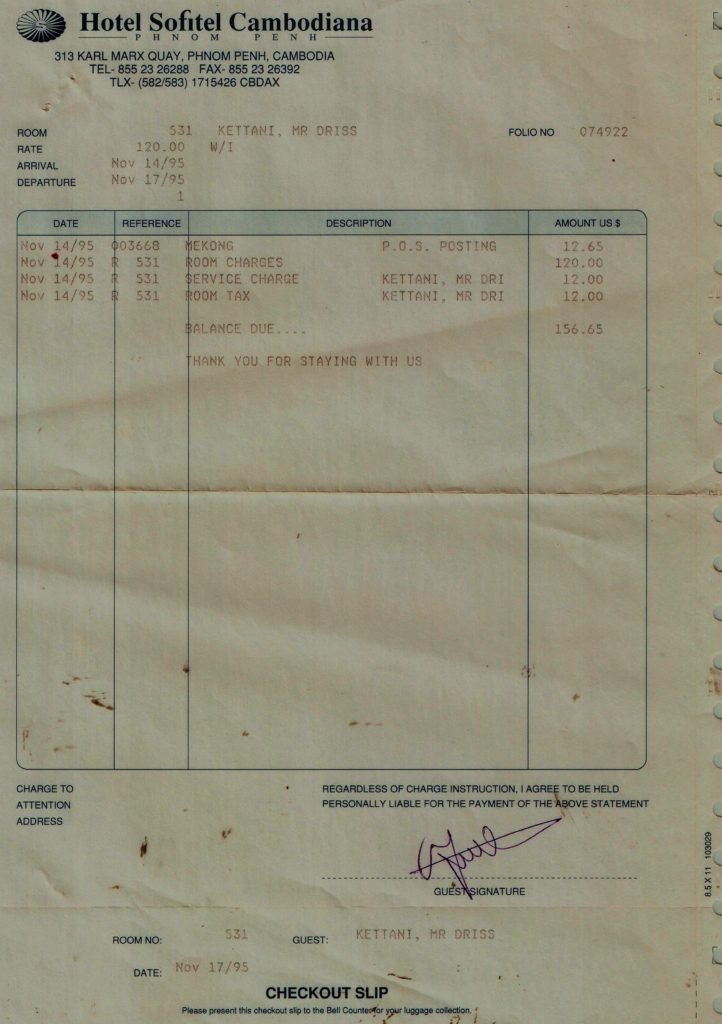 Hotel Sofitel Cambodiana
PHNOM PENH
313 KARL MARX QUAY, PHNOM PENH, CAMBODIA
TEL- 855 23 26288 FAX- 855 23 26392
TLX- (582/583) 1715426 CBDAX
ROOM 531 KETTANI, MR DRISS FOLIO NO 074922
RATE 120.00 W/I
ARRIVAL Nov 14/95
DEPARTURE Nov 17/95
1
DATE REFERENCE DESCRIPTION AMOUNT US $
Nov 14/95 003668 MEKONG P.O.S. POSTING 12.65
Nov 14/95 R 531 ROOM CHARGES 120.00
Nov 14/95 R 531 SERVICE CHARGE KETTANI, MR DRI 12.00
Nov 14/95 R 531 ROOM TAX KETTANI, MR DRI 12.00
BALANCE DUE.... 156.65
THANK YOU FOR STAYING WITH US
CHARGE TO
ATTENTION
ADDRESS
REGARDLESS OF CHARGE INSTRUCTION, I AGREE TO BE HELD
PERSONALLY LIABLE FOR THE PAYMENT OF THE ABOVE STATEMENT
GUEST SIGNATURE
8.5 X 11 103029
ROOM NO: 531 GUEST: KETTANI, MR DRISS
DATE: Nov 17/95
CHECKOUT SLIP
Please present this checkout slip to the Bell Counter for your luggage collection.